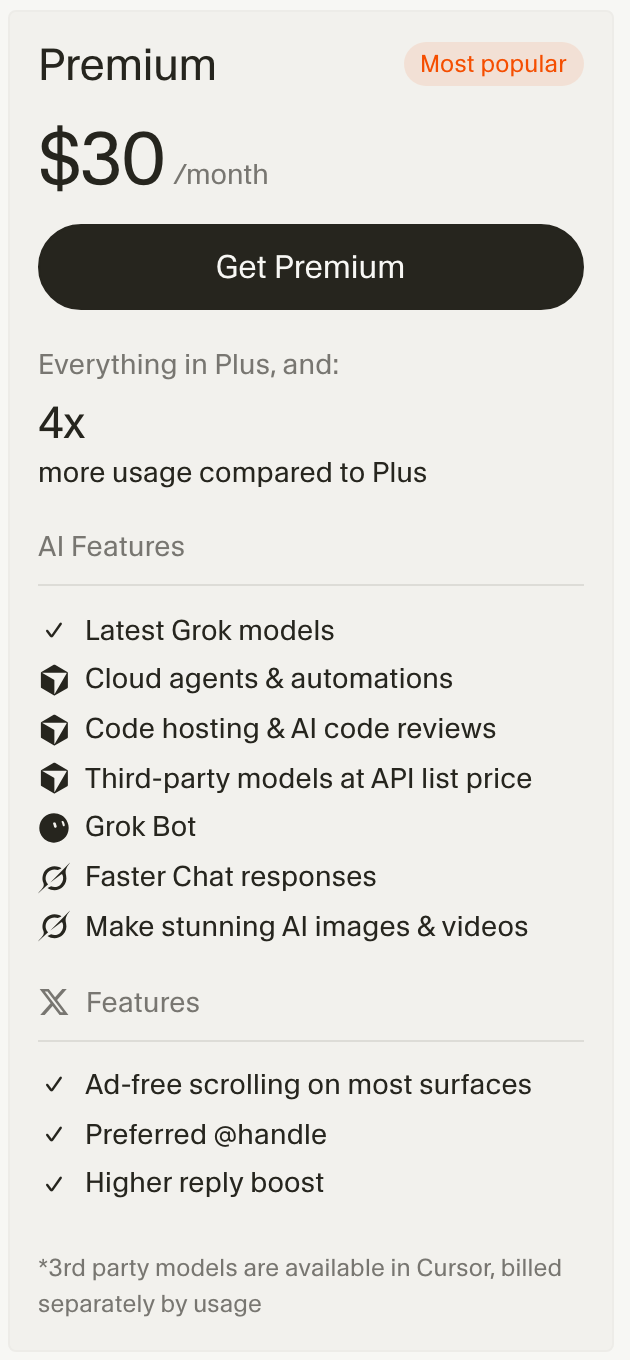 Premium
Most popular
$30 /month
Get Premium
Everything in Plus, and:
4x
more usage compared to Plus
AI Features
Latest Grok models
Cloud agents & automations
Code hosting & AI code reviews
Third-party models at API list price
Grok Bot
Faster Chat responses
Make stunning AI images & videos
Features
Ad-free scrolling on most surfaces
Preferred @handle
Higher reply boost
*3rd party models are available in Cursor, billed
separately by usage